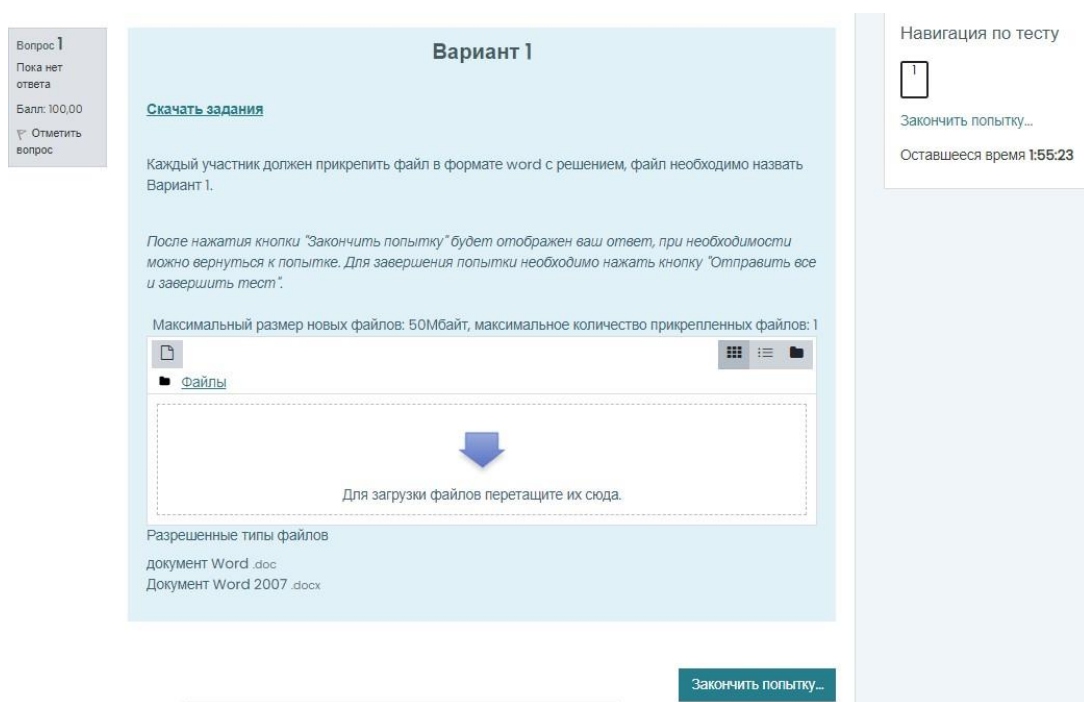 Вопрос 1
Пока нет
ответа
Балл: 100,00
Отметить
вопрос
Вариант 1
Скачать задания
Каждый участник должен прикрепить файл в формате word с решением, файл необходимо назвать
Вариант 1.
После нажатия кнопки "Закончить попытку" будет отображен ваш ответ, при необходимости
можно вернуться к попытке. Для завершения попытки необходимо нажать кнопку "Отправить все
и завершить тест".
Максимальный размер новых файлов: 50Мбайт, максимальное количество прикрепленных файлов: 1
Файлы
Для загрузки файлов перетащите их сюда.
Разрешенные типы файлов
документ Word .doc
Документ Word 2007 .docx
Закончить попытку...
Навигация по тесту
1
Закончить попытку...
Оставшееся время 1:55:23